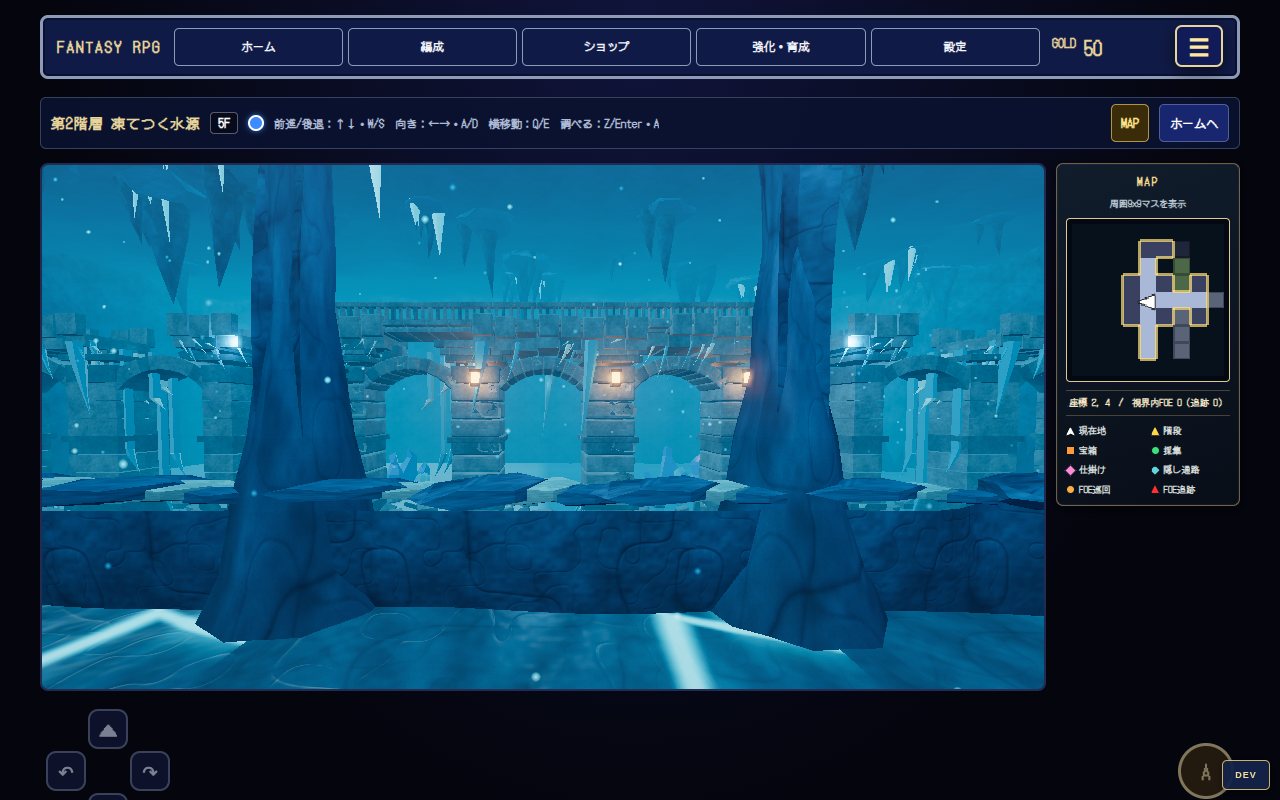 FANTASY RPG
ホーム
編成
ショップ
強化・育成
設定
GOLD 50
第2階層 凍てつく水源
5F
前進/後退：↑↓・W/S 向き：←→・A/D 横移動：Q/E 調べる：Z/Enter・A
MAP
ホームへ
MAP
周囲9x9マスを表示
座標 2, 4 / 視界内FOE 0 (追跡 0)
現在地
階段
宝箱
採集
仕掛け
隠し通路
FOE巡回
FOE追跡
A
DEV